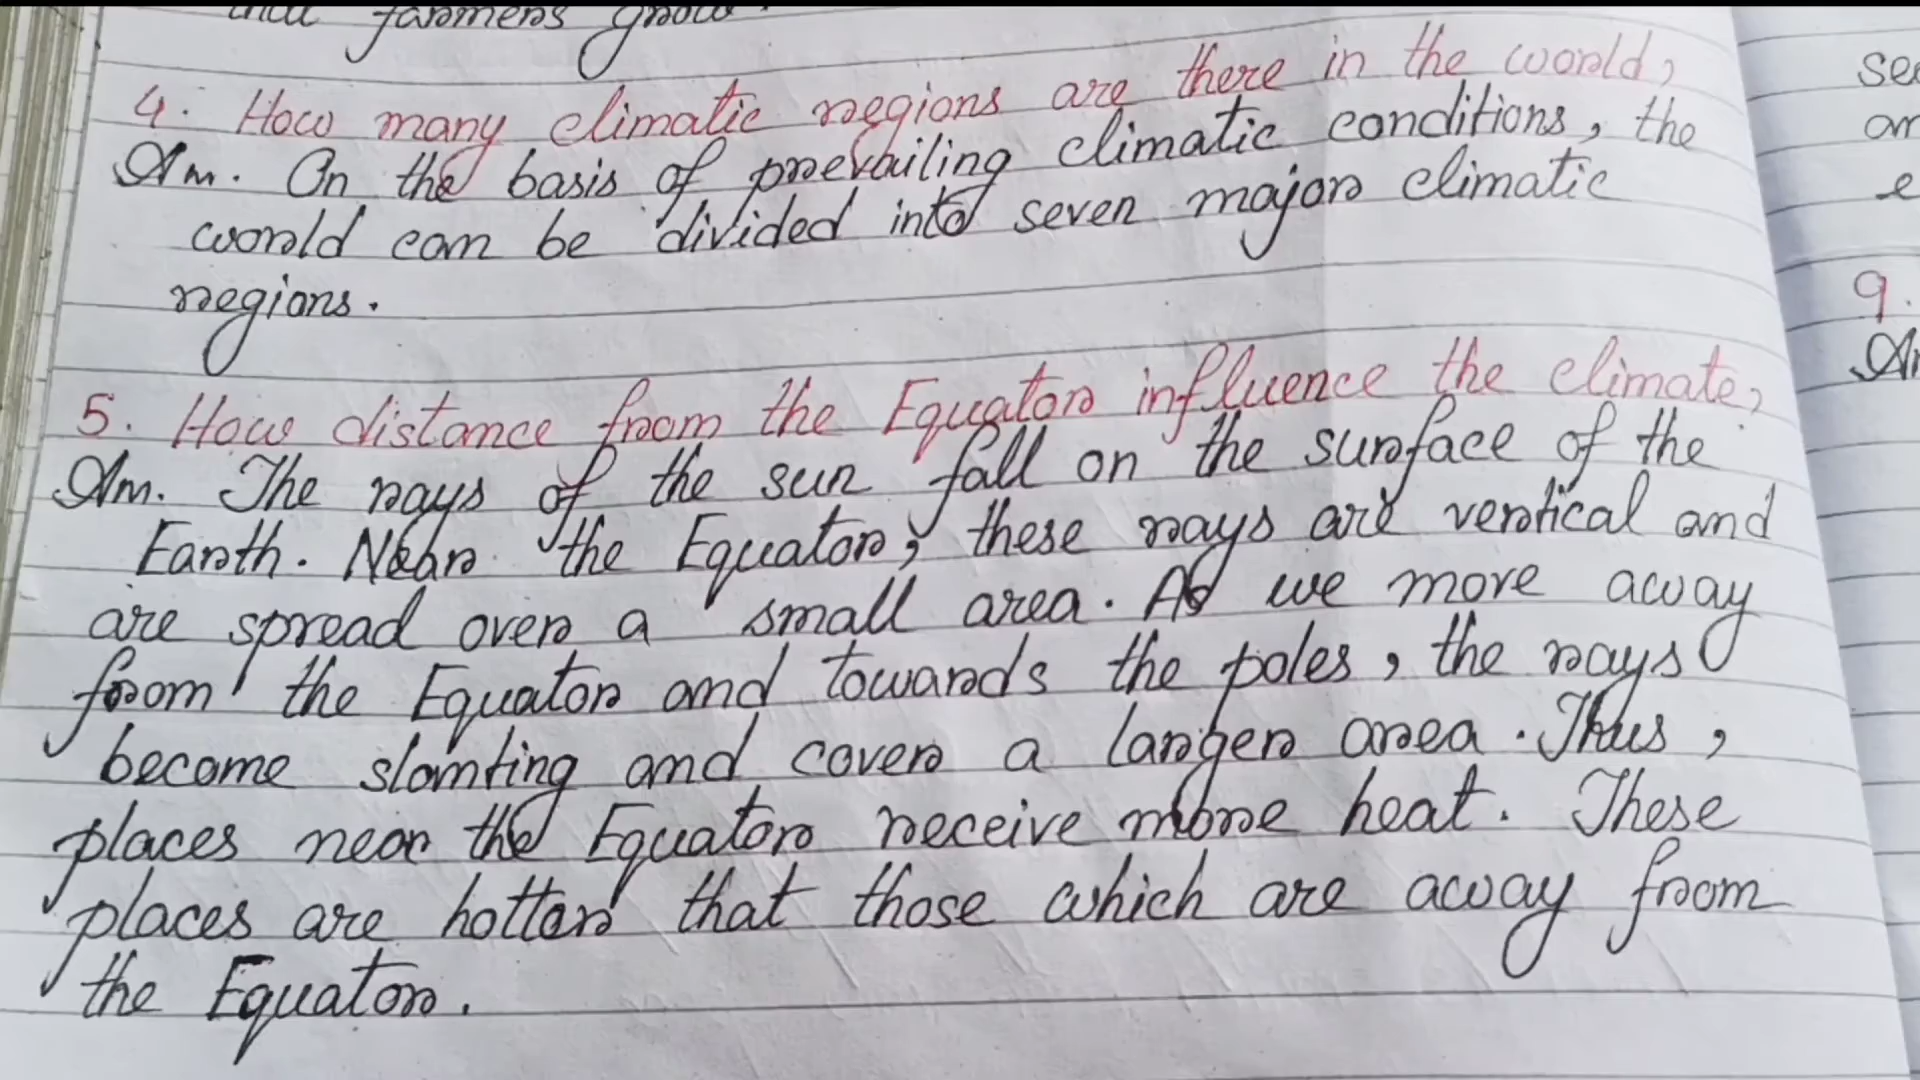 that farmers grow.
4. How many climatic regions are there in the world?
Ans. On the basis of prevailing climatic conditions, the
world can be divided into seven major climatic
regions.
5. How distance from the Equator influence the climate?
Ans. The rays of the sun fall on the surface of the
Earth. Near the Equator, these rays are vertical and
are spread over a small area. As we move away
from the Equator and towards the poles, the rays
become slanting and cover a larger area. Thus,
places near the Equator receive more heat. These
places are hotter that those which are away from
the Equator.
9.